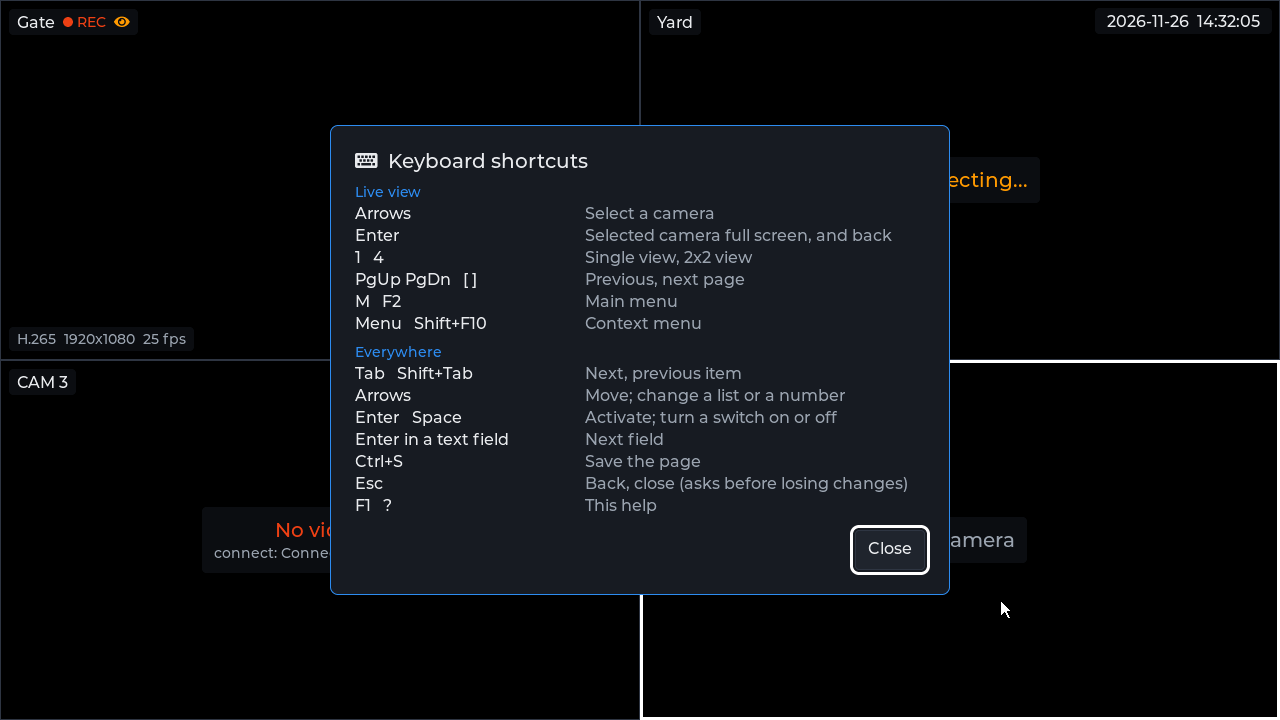 Gate REC
Yard
2026-11-26 14:32:05
Keyboard shortcuts
Live view
Arrows Select a camera
Enter Selected camera full screen, and back
1 4 Single view, 2x2 view
PgUp PgDn [ ] Previous, next page
M F2 Main menu
Menu Shift+F10 Context menu
Everywhere
Tab Shift+Tab Next, previous item
Arrows Move; change a list or a number
Enter Space Activate; turn a switch on or off
Enter in a text field Next field
Ctrl+S Save the page
Esc Back, close (asks before losing changes)
F1 ? This help
Close
ecting...
H.265 1920x1080 25 fps
CAM 3
No
connect:
amera